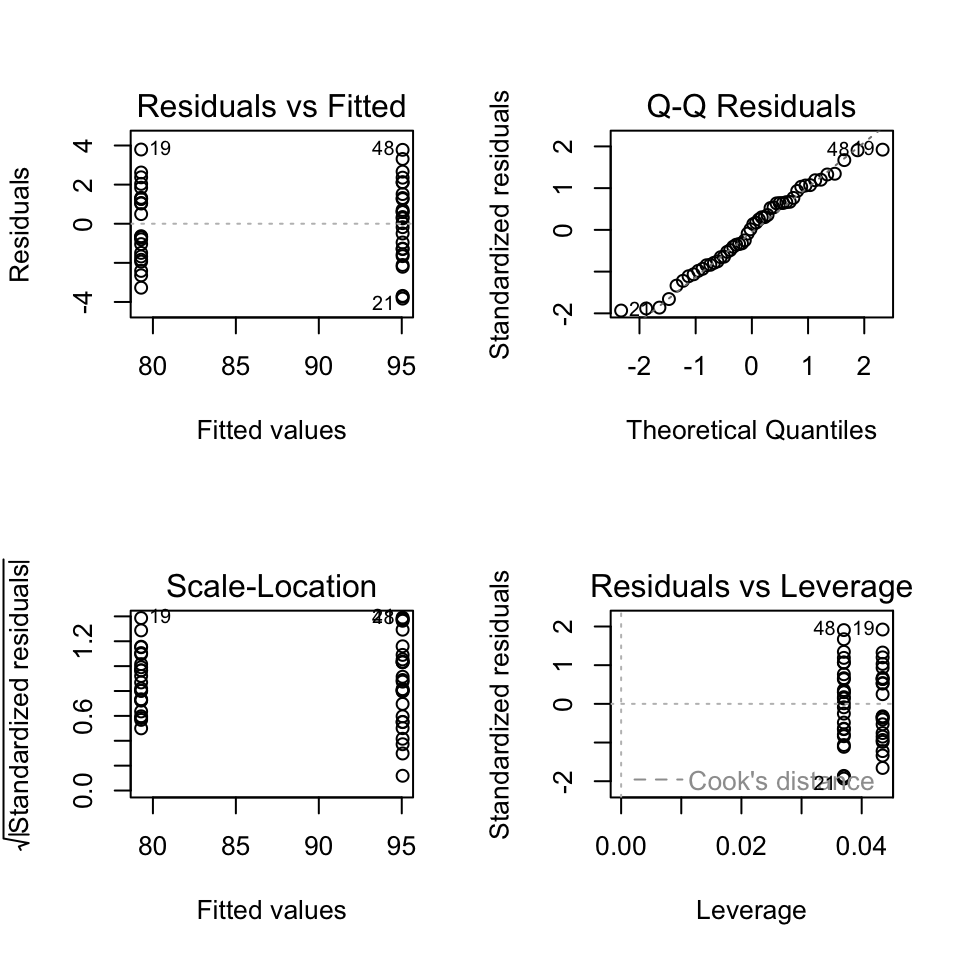 Residuals vs Fitted
Residuals
4
2
0
-4
19
48
21
80 85 90 95
Fitted values
Q-Q Residuals
Standardized residuals
2
1
0
-2
48
19
21
-2 -1 0 1 2
Theoretical Quantiles
Scale-Location
√|Standardized residuals|
1.2
0.6
0.0
19
21
48
80 85 90 95
Fitted values
Residuals vs Leverage
Standardized residuals
2
1
0
-2
48
19
21
Cook's distance
0.00 0.02 0.04
Leverage